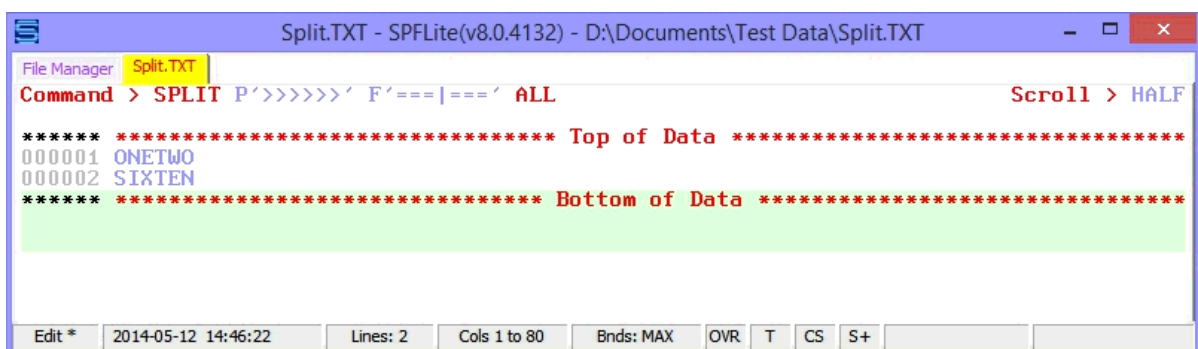 Split.TXT - SPFLite(v8.0.4132) - D:\Documents\Test Data\Split.TXT
File Manager Split.TXT
Command > SPLIT P'>>>>>>' F'===|===' ALL Scroll > HALF
****** ********************************* Top of Data **********************************
000001 ONETWO
000002 SIXTEN
****** ******************************** Bottom of Data ********************************
Edit * 2014-05-12 14:46:22 Lines: 2 Cols 1 to 80 Bnds: MAX OVR T CS S+